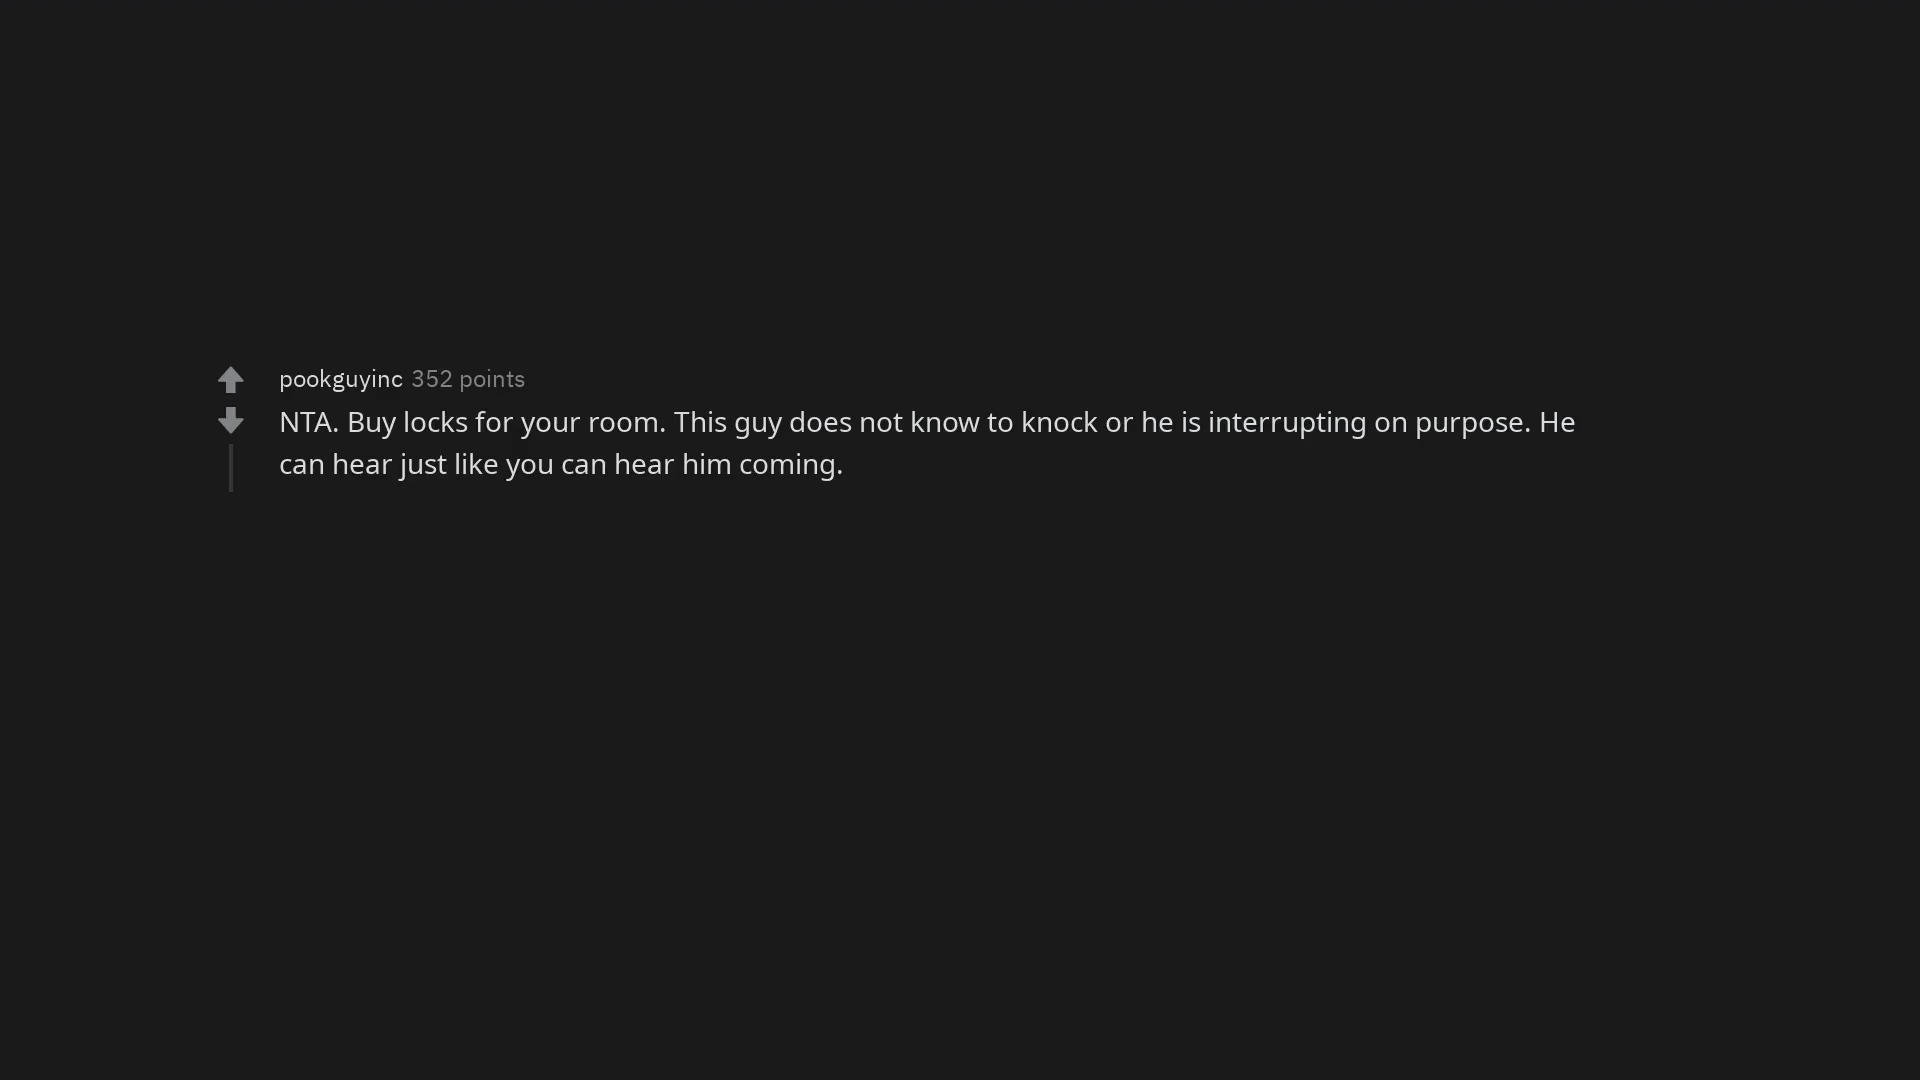 pookguyinc 352 points
NTA. Buy locks for your room. This guy does not know to knock or he is interrupting on purpose. He
can hear just like you can hear him coming.